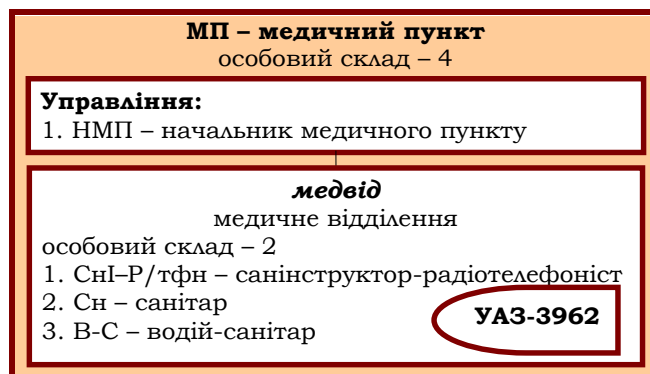 МП – медичний пункт
особовий склад – 4
Управління:
1. НМП – начальник медичного пункту
медвід
медичне відділення
особовий склад – 2
1. СнІ–Р/тфн – санінструктор-радіотелефоніст
2. Сн – санітар
3. В-С – водій-санітар
УАЗ-3962